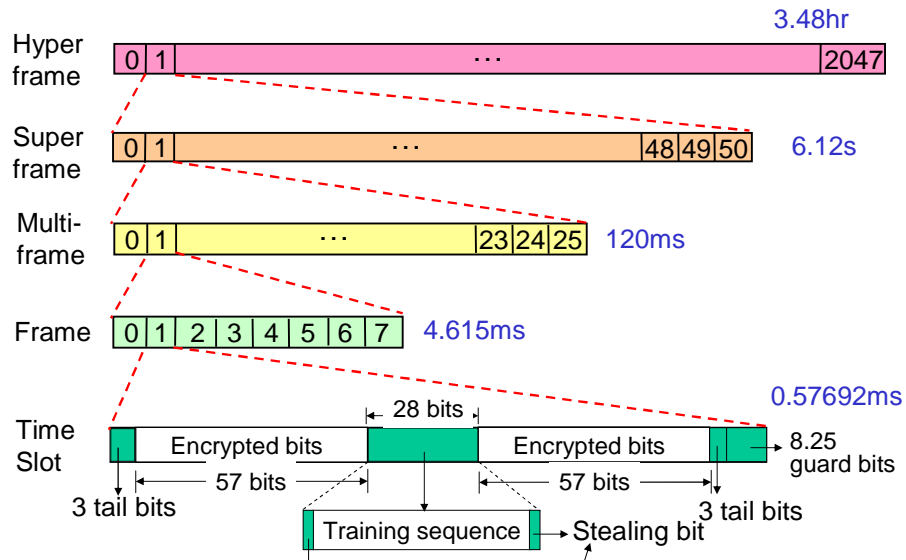 3.48hr
Hyper
frame
0 1 ... 2047
Super
frame
0 1 ... 48 49 50
6.12s
Multi-
frame
0 1 ... 23 24 25
120ms
Frame
0 1 2 3 4 5 6 7
4.615ms
0.57692ms
28 bits
Time
Slot
Encrypted bits
Encrypted bits
8.25
guard bits
57 bits
57 bits
3 tail bits
3 tail bits
Training sequence
Stealing bit